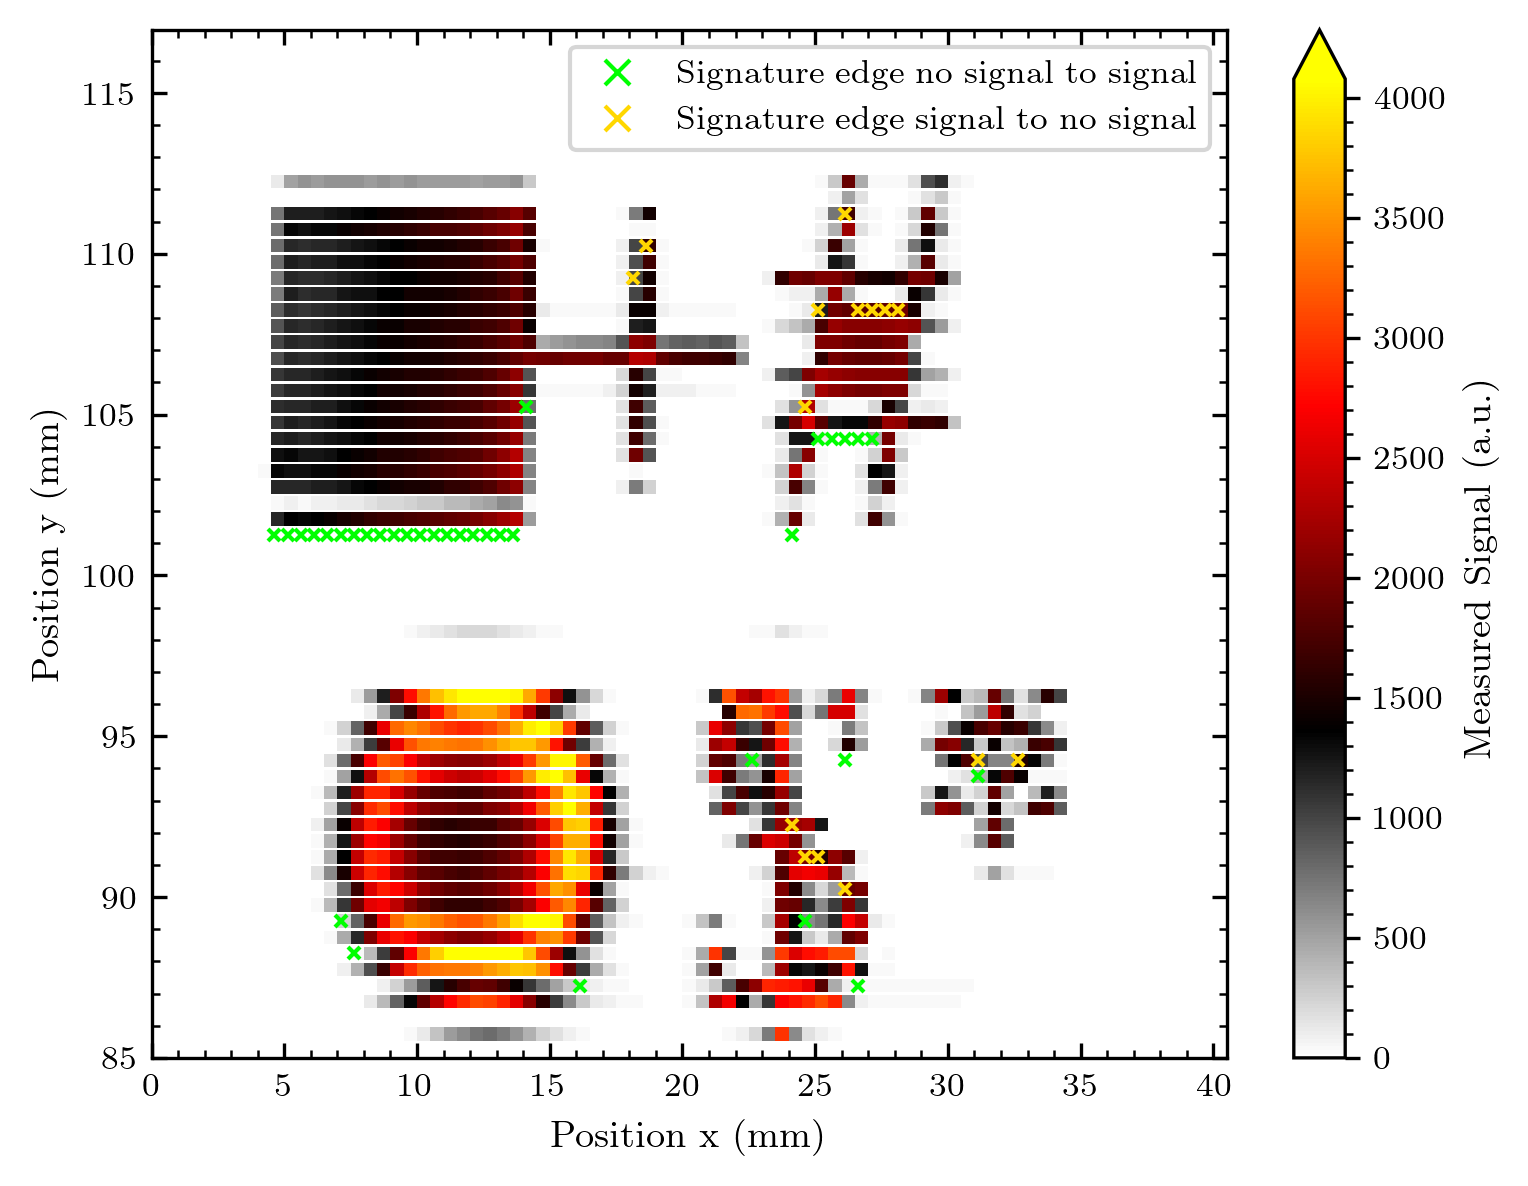 Signature edge no signal to signal
Signature edge signal to no signal
115
110
105
100
95
90
85
Position y (mm)
0 5 10 15 20 25 30 35 40
Position x (mm)
4000
3500
3000
2500
2000
1500
1000
500
0
Measured Signal (a.u.)